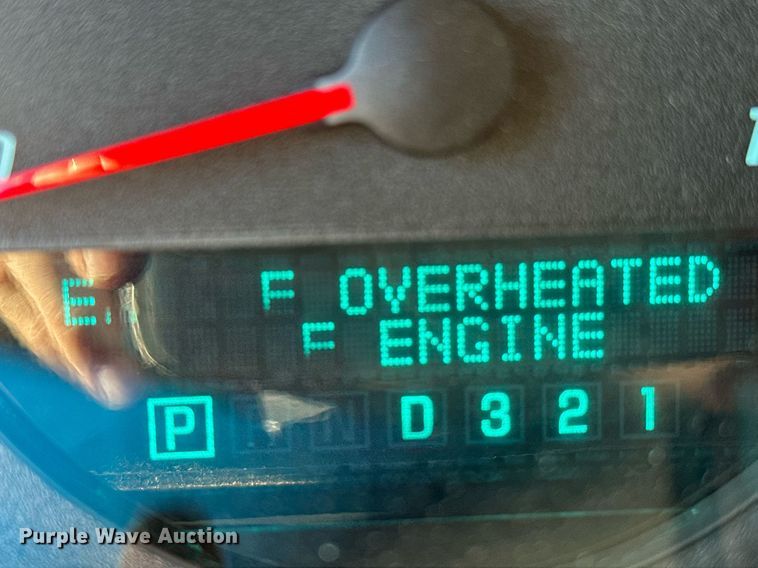 E F OVERHEATED
F ENGINE
P D 3 2 1
Purple Wave Auction